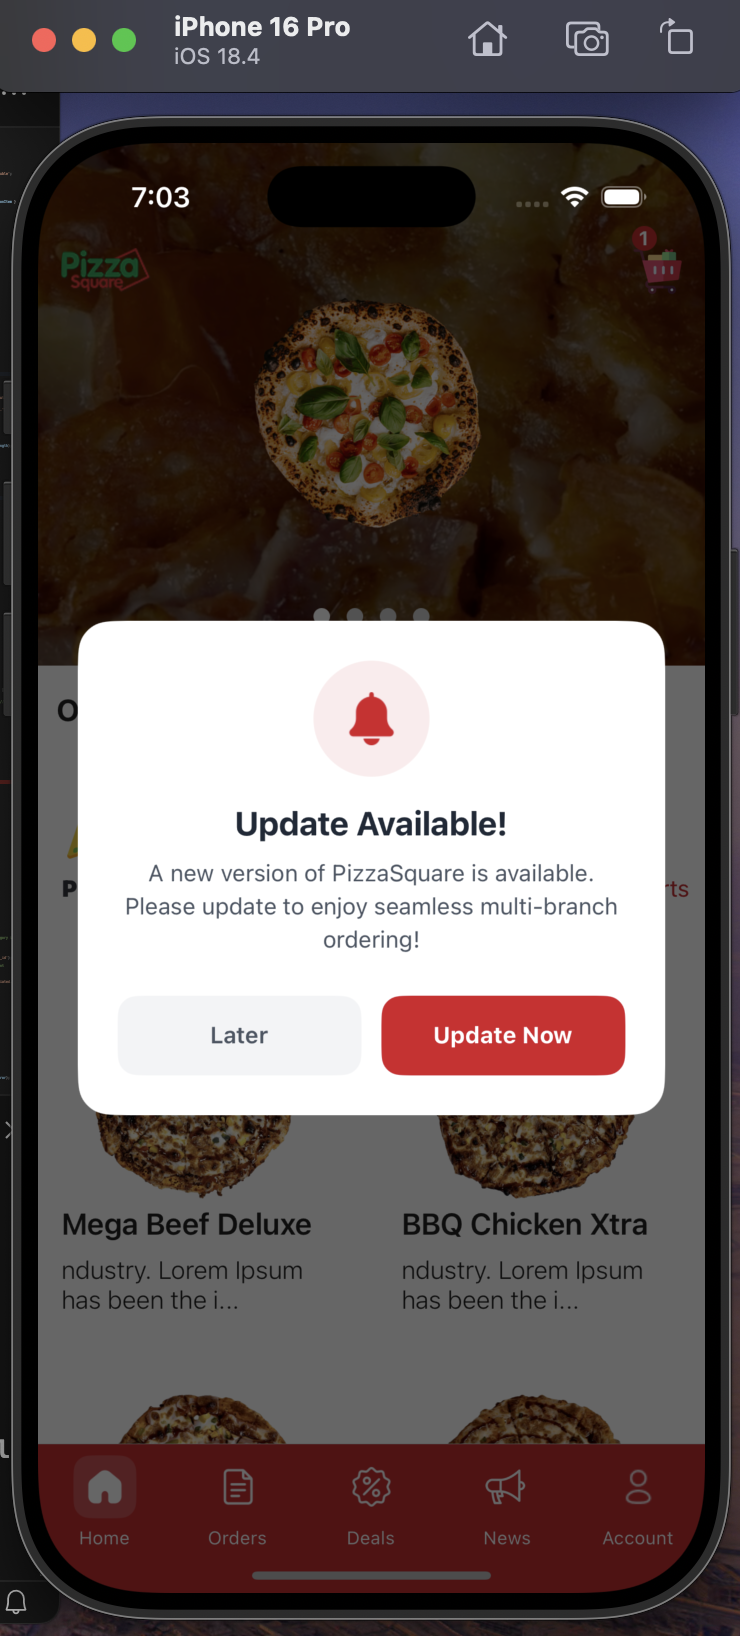 iPhone 16 Pro
iOS 18.4
7:03
1
Pizza
Square
Update Available!
A new version of PizzaSquare is available.
Please update to enjoy seamless multi-branch
ordering!
Later
Update Now
Mega Beef Deluxe
BBQ Chicken Xtra
ndustry. Lorem Ipsum
has been the i...
ndustry. Lorem Ipsum
has been the i...
Home
Orders
Deals
News
Account